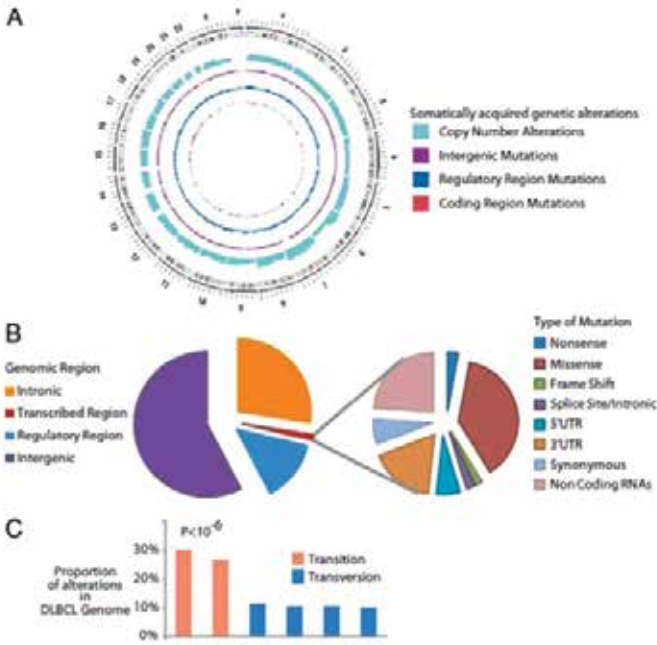 A
Somatically acquired genetic alterations
Copy Number Alterations
Intergenic Mutations
Regulatory Region Mutations
Coding Region Mutations
B
Genomic Region
Intronic
Transcribed Region
Regulatory Region
Intergenic
Type of Mutation
Nonsense
Missense
Frame Shift
Splice Site/Intronic
5'UTR
3'UTR
Synonymous
Non Coding RNAs
C
P<10-6
Proportion
of alterations
in
DLBCL Genome
30%
20%
10%
0%
Transition
Transversion